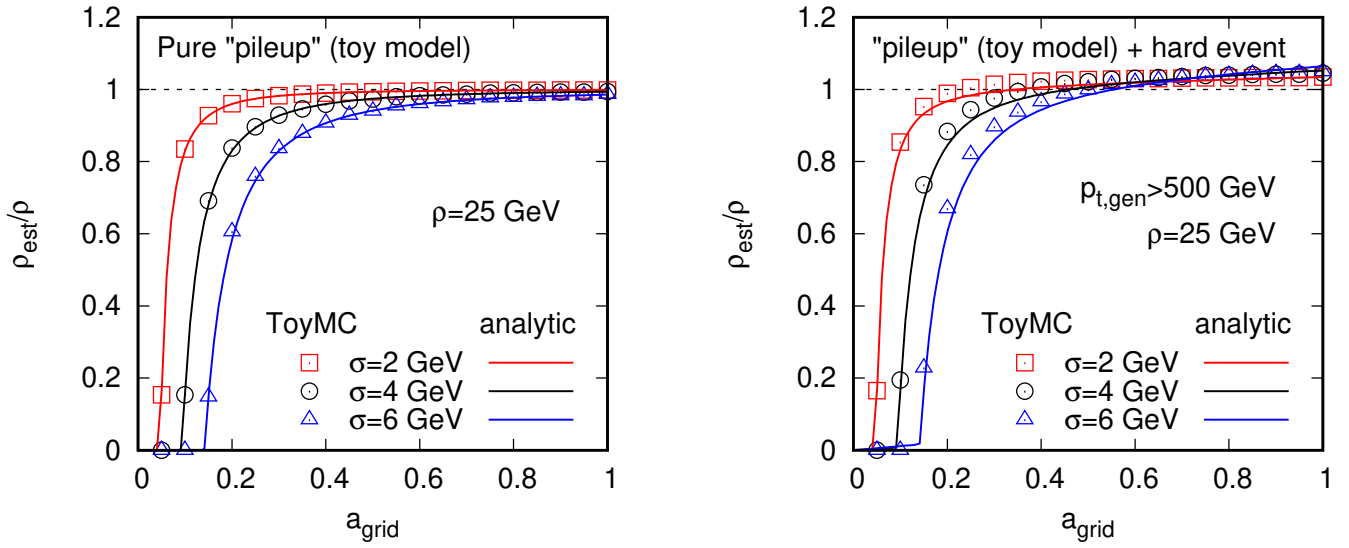 Pure "pileup" (toy model)
ρ=25 GeV
ToyMC analytic
σ=2 GeV
σ=4 GeV
σ=6 GeV
ρest/ρ
1.2
1
0.8
0.6
0.4
0.2
0
0 0.2 0.4 0.6 0.8 1
agrid
"pileup" (toy model) + hard event
pt,gen>500 GeV
ρ=25 GeV
ToyMC analytic
σ=2 GeV
σ=4 GeV
σ=6 GeV
ρest/ρ
1.2
1
0.8
0.6
0.4
0.2
0
0 0.2 0.4 0.6 0.8 1
agrid